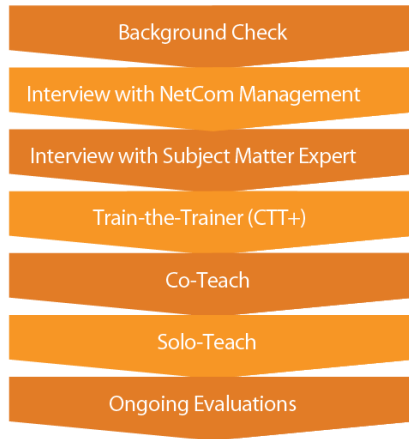 Background Check
Interview with NetCom Management
Interview with Subject Matter Expert
Train-the-Trainer (CTT+)
Co-Teach
Solo-Teach
Ongoing Evaluations